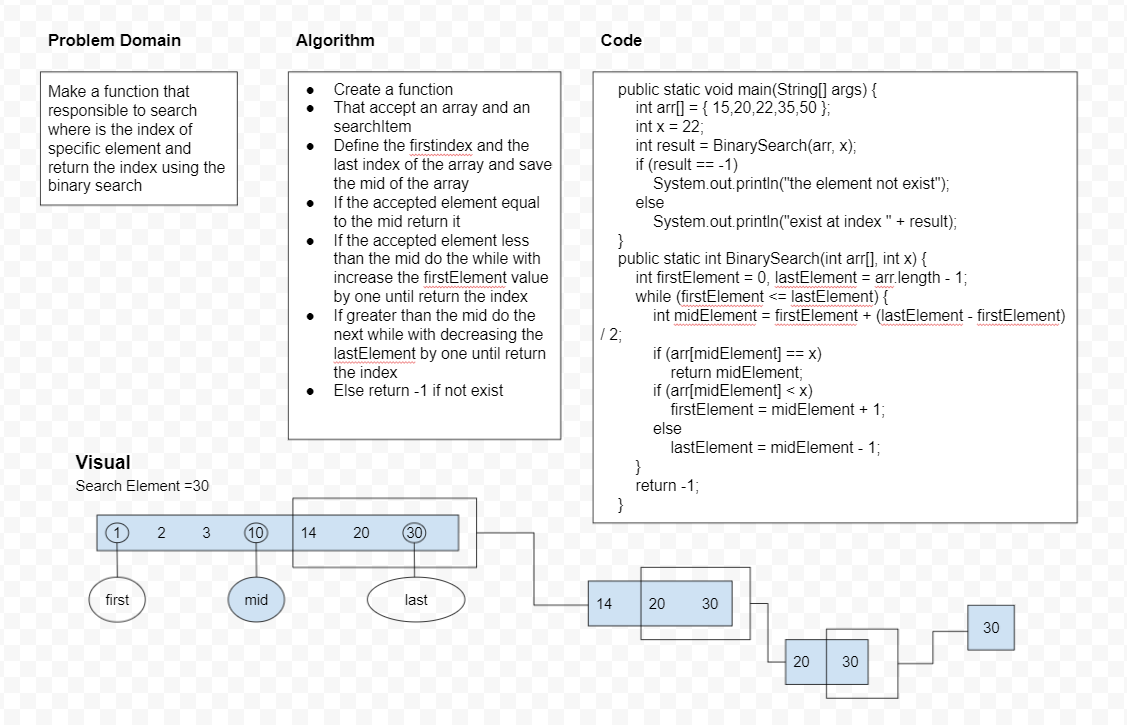 Problem Domain
Make a function that
responsible to search
where is the index of
specific element and
return the index using the
binary search
Algorithm
● Create a function
● That accept an array and an
searchItem
● Define the firstindex and the
last index of the array and save
the mid of the array
● If the accepted element equal
to the mid return it
● If the accepted element less
than the mid do the while with
increase the firstElement value
by one until return the index
● If greater than the mid do the
next while with decreasing the
lastElement by one until return
the index
● Else return -1 if not exist
Code
public static void main(String[] args) {
int arr[] = { 15,20,22,35,50 };
int x = 22;
int result = BinarySearch(arr, x);
if (result == -1)
System.out.println("the element not exist");
else
System.out.println("exist at index " + result);
}
public static int BinarySearch(int arr[], int x) {
int firstElement = 0, lastElement = arr.length - 1;
while (firstElement <= lastElement) {
int midElement = firstElement + (lastElement - firstElement)
/ 2;
if (arr[midElement] == x)
return midElement;
if (arr[midElement] < x)
firstElement = midElement + 1;
else
lastElement = midElement - 1;
}
return -1;
}
Visual
Search Element =30
1 2 3 10 14 20 30
first mid last
14 20 30
20 30
30